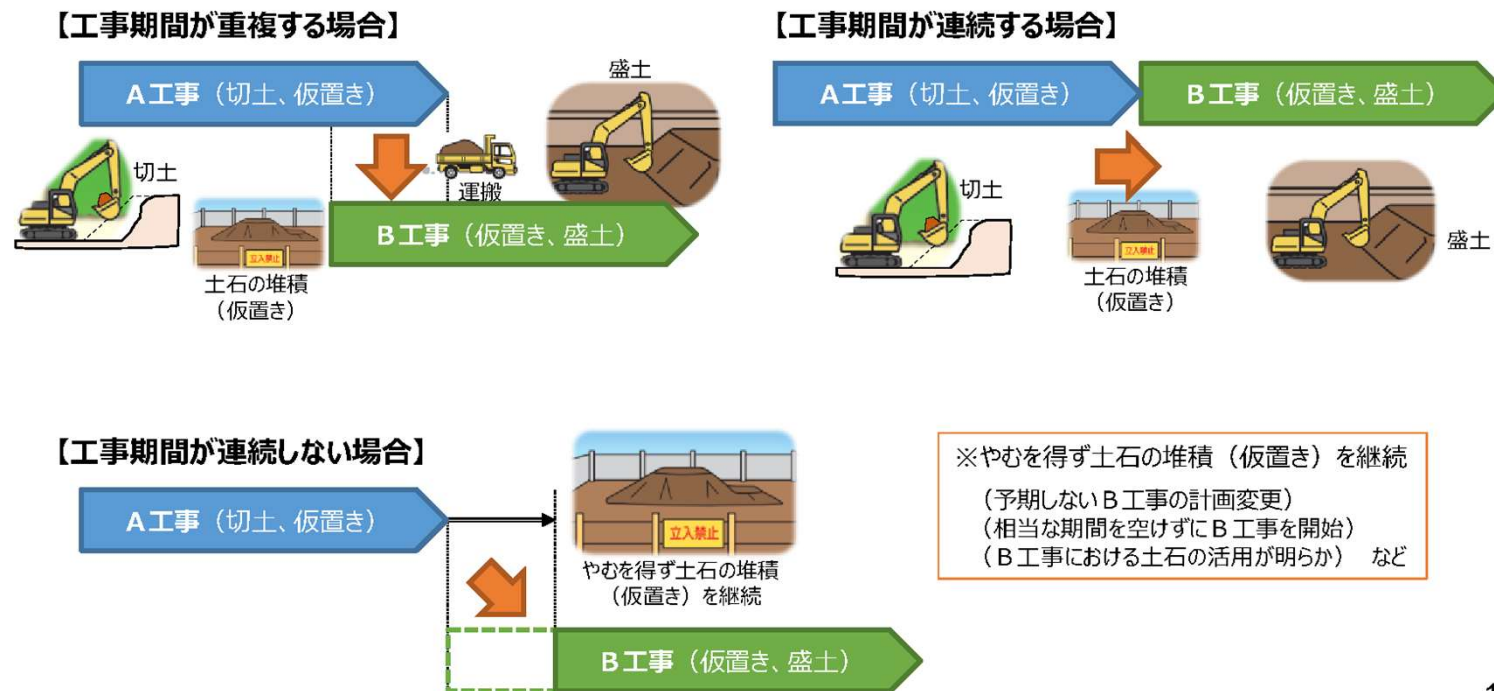 【工事期間が重複する場合】
A工事（切土、仮置き）
盛土
切土
運搬
立入禁止
B工事（仮置き、盛土）
土石の堆積
（仮置き）
【工事期間が連続する場合】
A工事（切土、仮置き）
B工事（仮置き、盛土）
切土
立入禁止
盛土
土石の堆積
（仮置き）
【工事期間が連続しない場合】
A工事（切土、仮置き）
立入禁止
やむを得ず土石の堆積
（仮置き）を継続
B工事（仮置き、盛土）
※やむを得ず土石の堆積（仮置き）を継続
（予期しないB工事の計画変更）
（相当な期間を空けずにB工事を開始）
（B工事における土石の活用が明らか） など